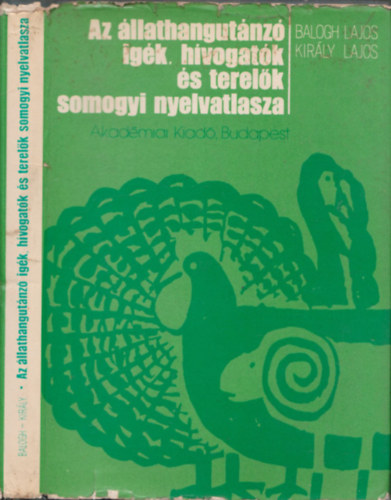 Az állathangutánzó
igék, hívogatók
és terelők
somogyi nyelvatlasza
BALOGH LAJOS
KIRÁLY LAJOS
Akadémiai Kiadó, Budapest
BALOGH – KIRÁLY • Az állathangutánzó igék, hívogatók és terelők somogyi nyelvatlasza